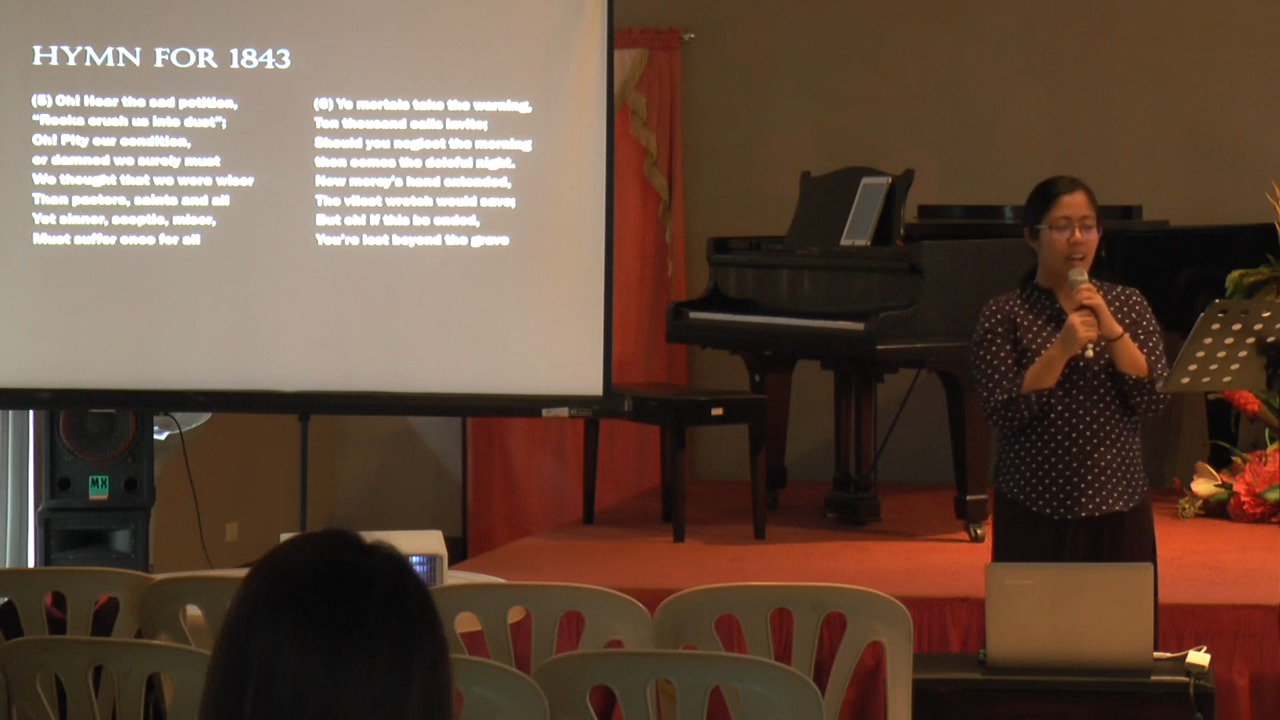 HYMN FOR 1843
(5) Oh! Hear the sad petition,
"Rocks crush us into dust";
Oh! Pity our condition,
or damned we surely must
We thought that we were wiser
Than pastors, saints and all
Yet sinner, sceptic, miser,
Must suffer once for all
(6) Ye mortals take the warning,
Ten thousand calls invite;
Should you neglect the morning
then comes the doleful night.
Now mercy's hand extended,
The vilest wretch would save;
But oh! if this be ended,
You're lost beyond the grave
MX